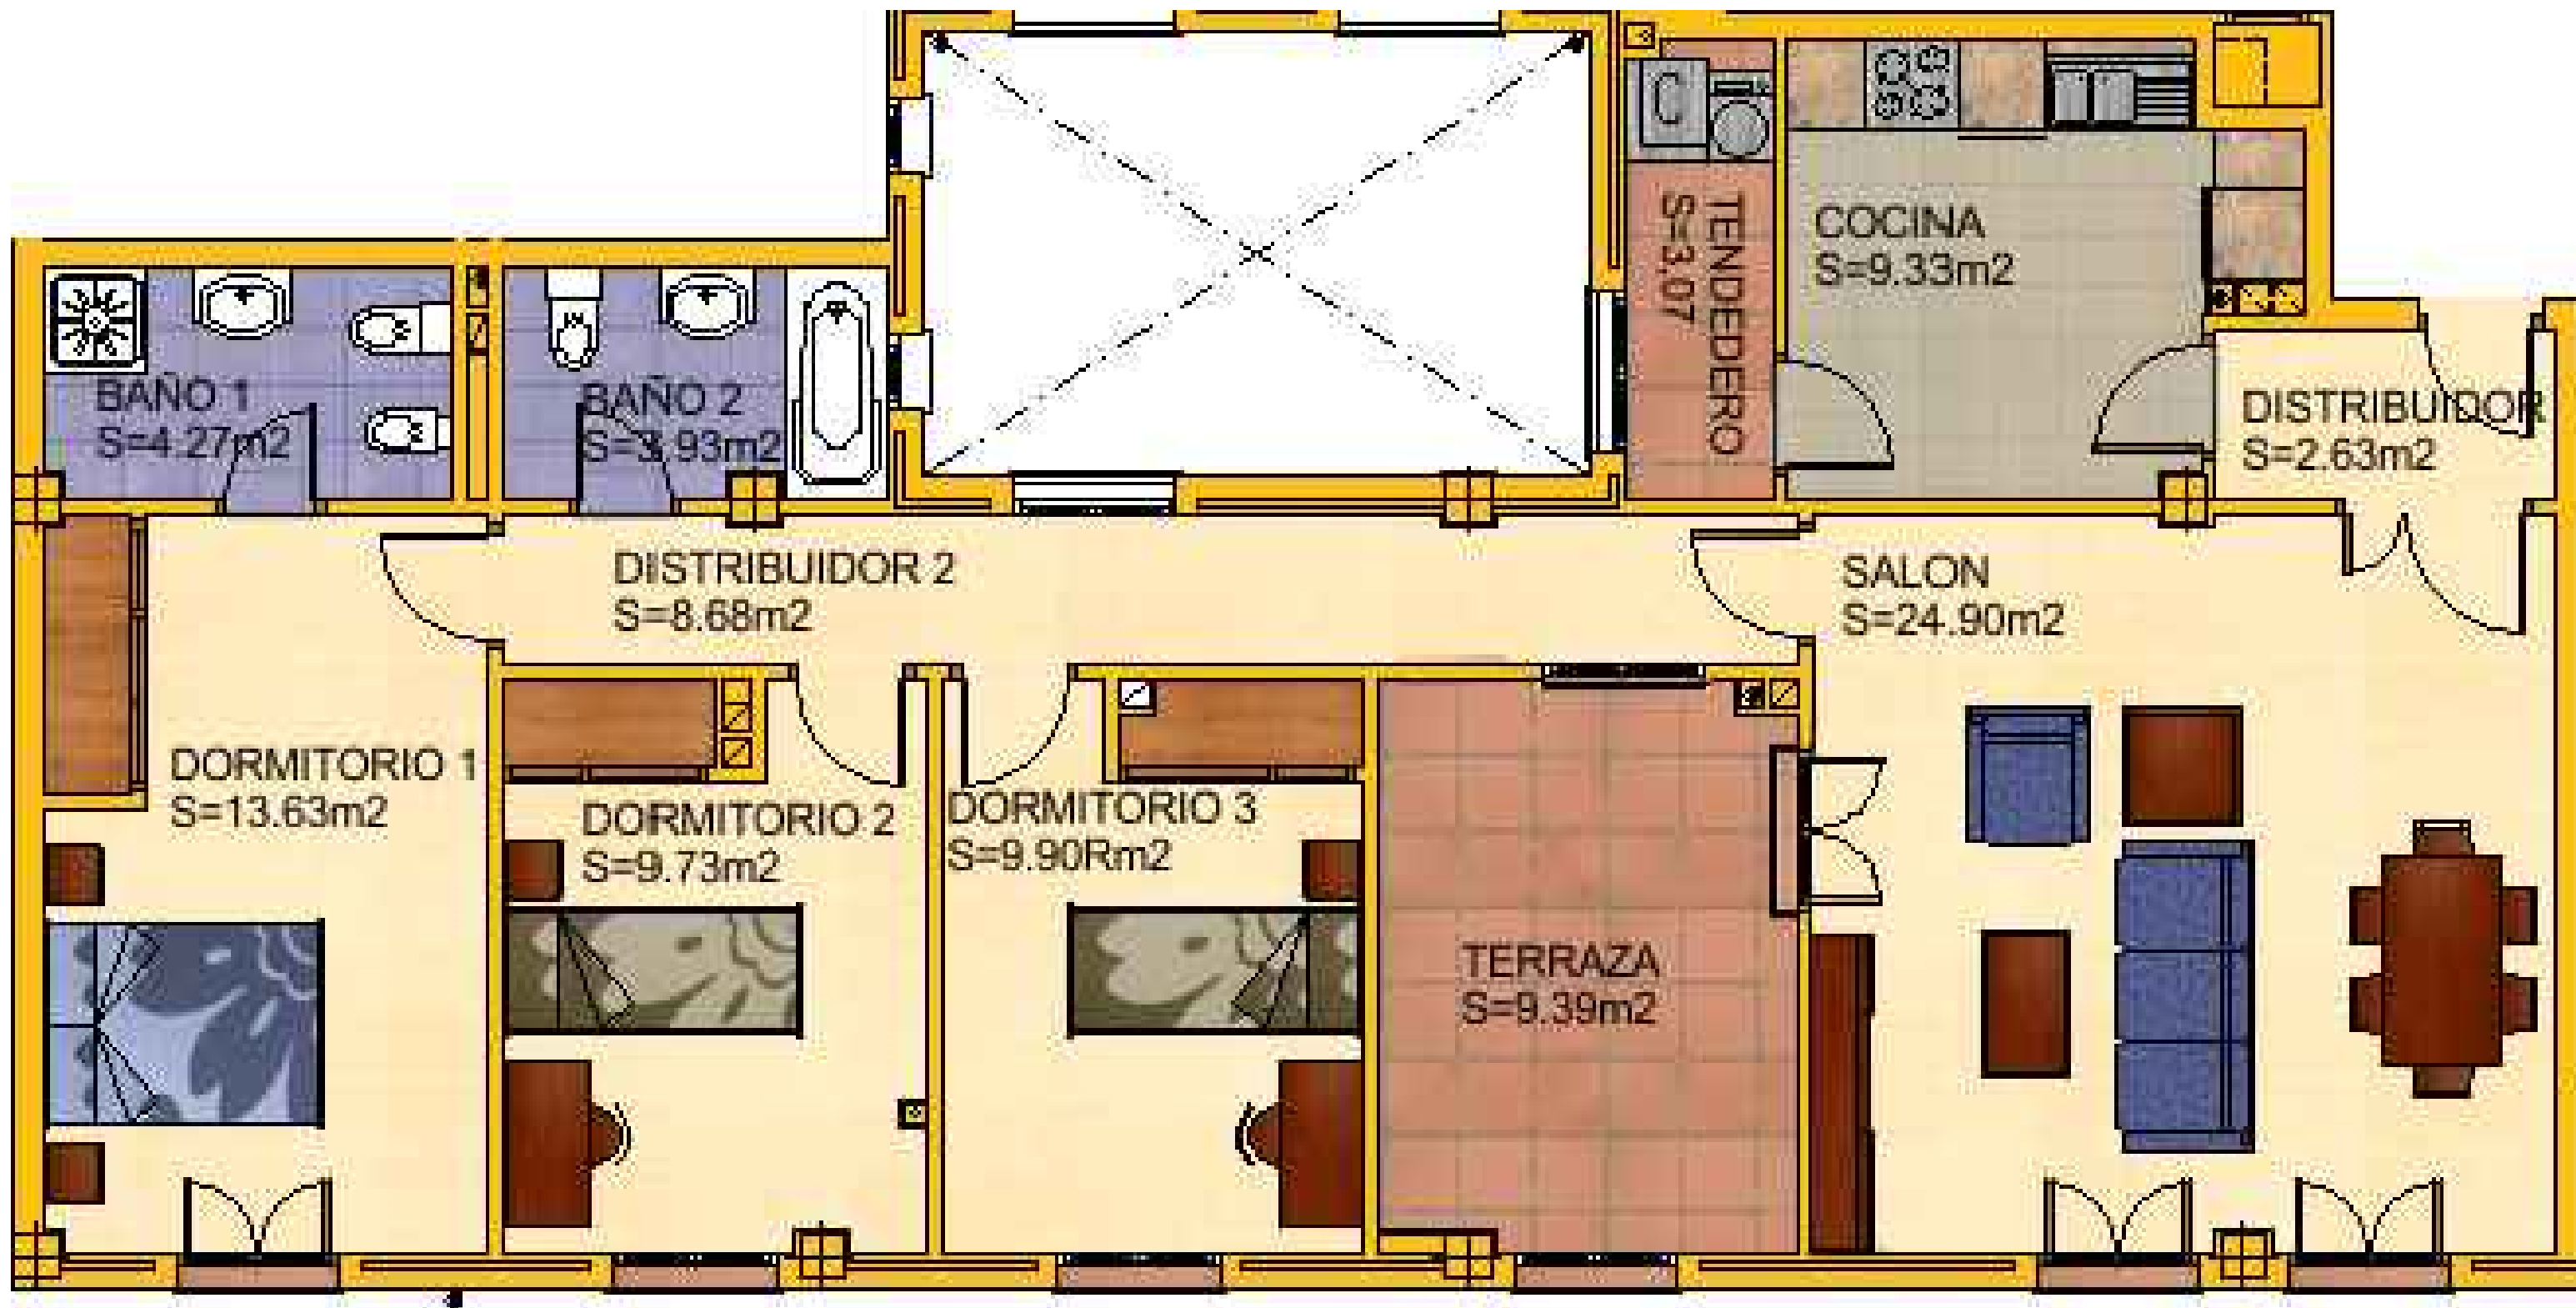 C
TENDEDERO
S=3.07
COCINA
S=9.33m2
BAÑO 1
S=4.27m2
BAÑO 2
S=3.93m2
DISTRIBUIDOR
S=2.63m2
DISTRIBUIDOR 2
S=8.68m2
SALON
S=24.90m2
DORMITORIO 1
S=13.63m2
DORMITORIO 2
S=9.73m2
DORMITORIO 3
S=9.90Rm2
TERRAZA
S=9.39m2